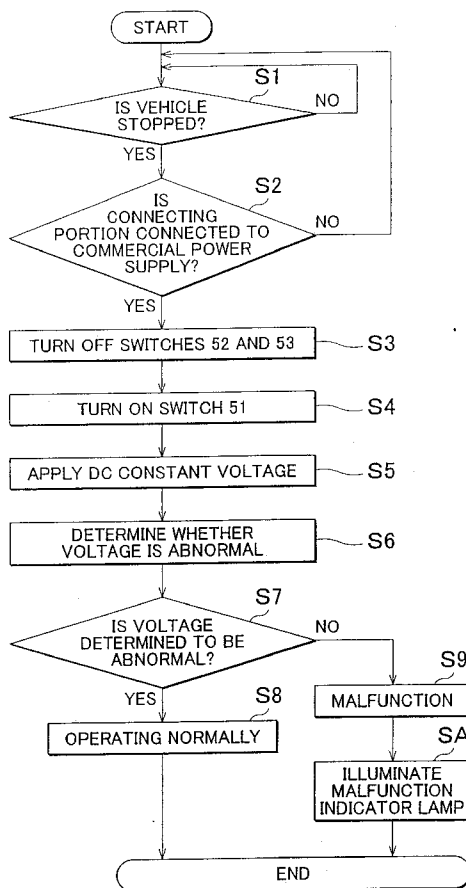 START
S1
IS VEHICLE
STOPPED?
NO
YES
S2
IS
CONNECTING
PORTION CONNECTED TO
COMMERCIAL POWER
SUPPLY?
NO
YES
TURN OFF SWITCHES 52 AND 53
S3
TURN ON SWITCH 51
S4
APPLY DC CONSTANT VOLTAGE
S5
DETERMINE WHETHER
VOLTAGE IS ABNORMAL
S6
S7
IS VOLTAGE
DETERMINED TO BE
ABNORMAL?
NO
YES
S8
OPERATING NORMALLY
S9
MALFUNCTION
SA
ILLUMINATE
MALFUNCTION
INDICATOR LAMP
END